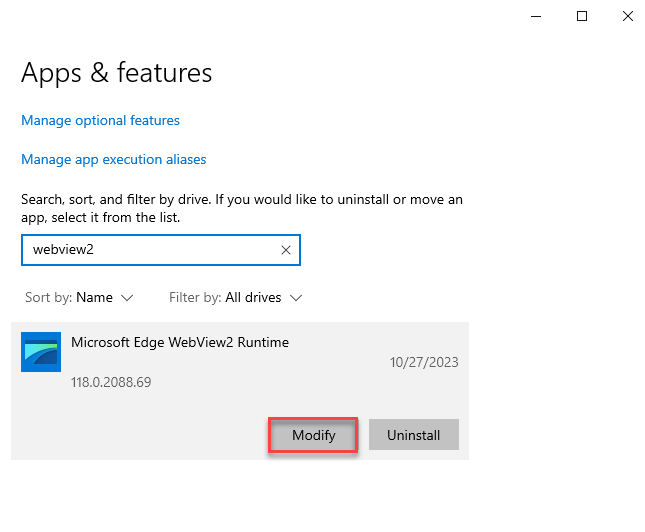 Apps & features
Manage optional features
Manage app execution aliases
Search, sort, and filter by drive. If you would like to uninstall or move an
app, select it from the list.
webview2
Sort by: Name Filter by: All drives
Microsoft Edge WebView2 Runtime
10/27/2023
118.0.2088.69
Modify Uninstall